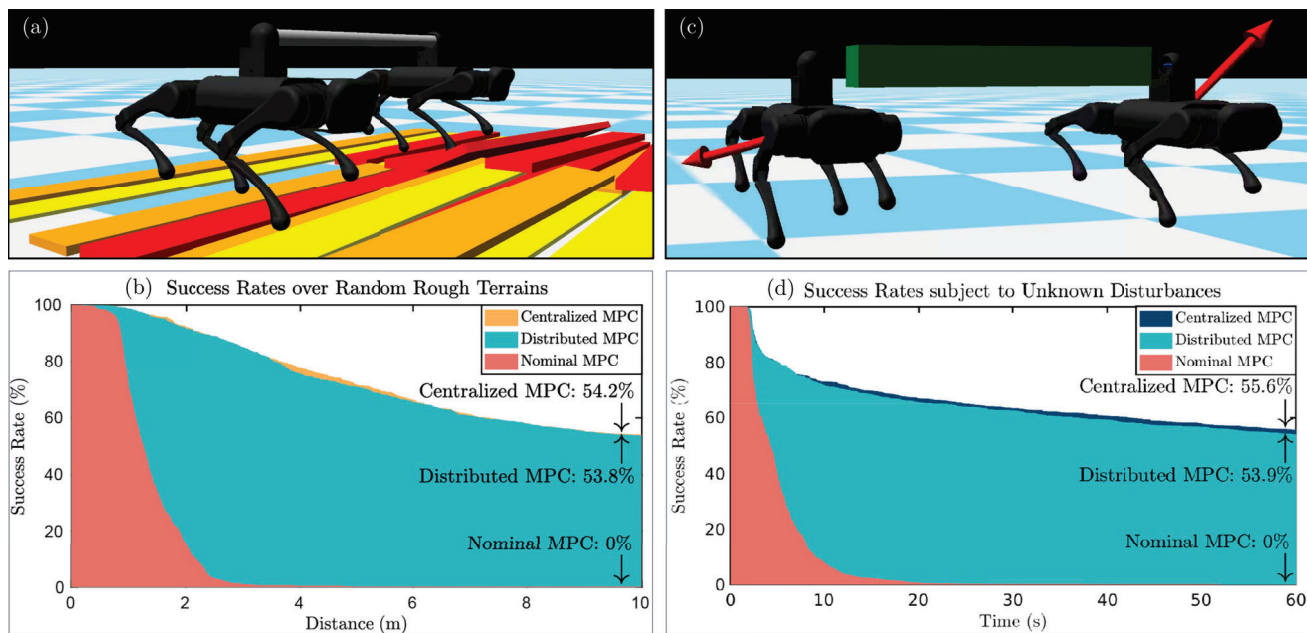 (a)
(c)
(b) Success Rates over Random Rough Terrains
Success Rate (%)
100
80
60
40
20
0
0 2 4 6 8 10
Distance (m)
Centralized MPC
Distributed MPC
Nominal MPC
Centralized MPC: 54.2%
Distributed MPC: 53.8%
Nominal MPC: 0%
(d) Success Rates subject to Unknown Disturbances
Success Rate (%)
100
80
60
40
20
0
0 10 20 30 40 50 60
Time (s)
Centralized MPC
Distributed MPC
Nominal MPC
Centralized MPC: 55.6%
Distributed MPC: 53.9%
Nominal MPC: 0%